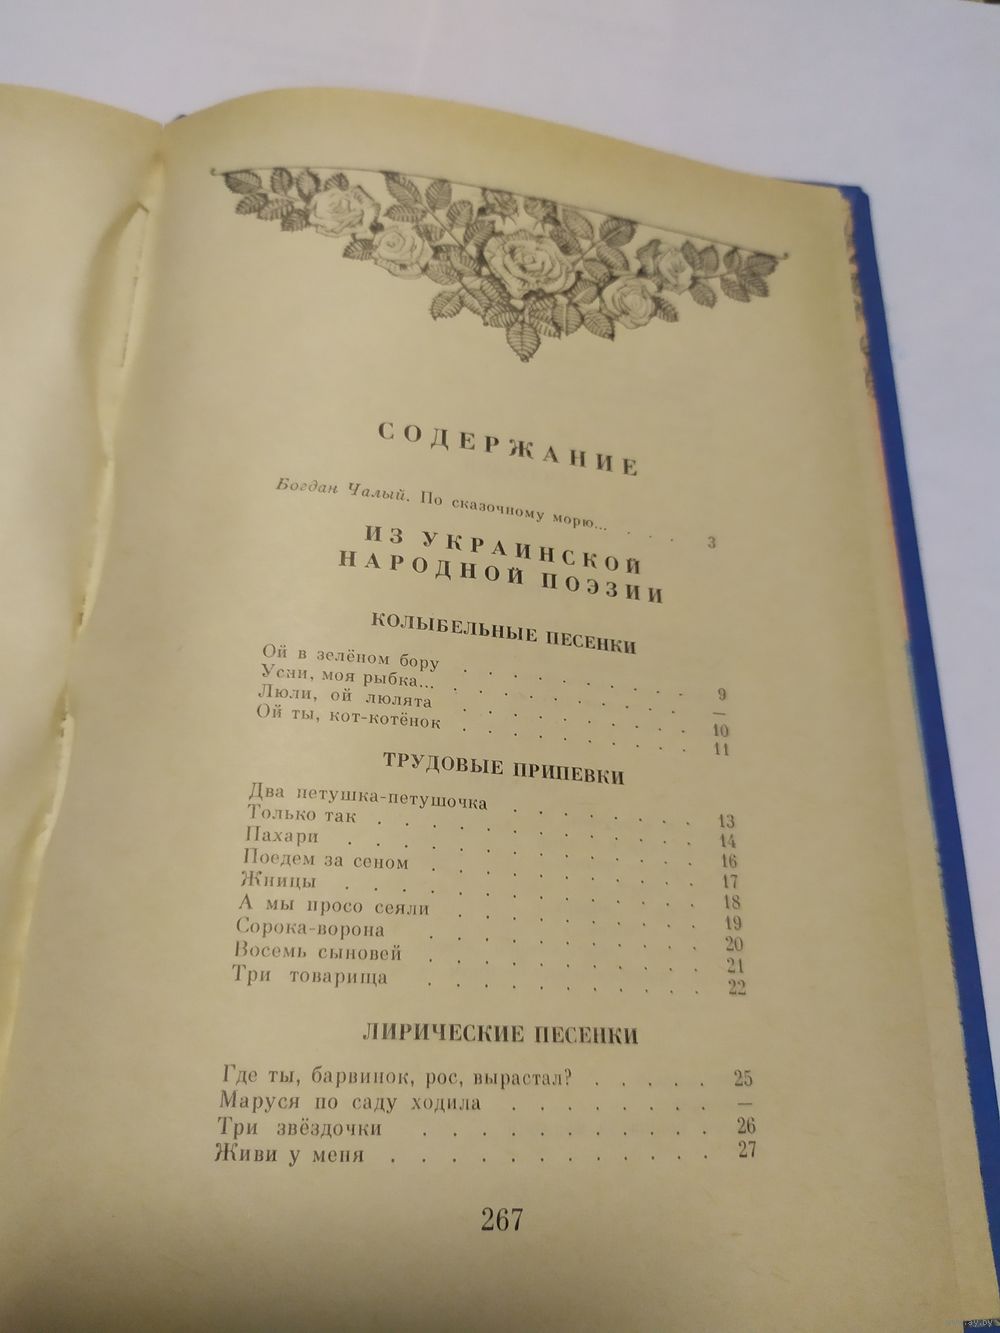 СОДЕРЖАНИЕ
Богдан Чалый. По сказочному морю... . . . 3
ИЗ УКРАИНСКОЙ
НАРОДНОЙ ПОЭЗИИ
КОЛЫБЕЛЬНЫЕ ПЕСЕНКИ
Ой в зелёном бору . . . . . . . . 9
Усни, моя рыбка... . . . . . . . . —
Люли, ой люлята . . . . . . . . 10
Ой ты, кот-котёнок . . . . . . . . 11
ТРУДОВЫЕ ПРИПЕВКИ
Два петушка-петушочка . . . . . . . 13
Только так . . . . . . . . . . . 14
Пахари . . . . . . . . . . . . 16
Поедем за сеном . . . . . . . . . 17
Жницы . . . . . . . . . . . . 18
А мы просо сеяли . . . . . . . . 19
Сорока-ворона . . . . . . . . . 20
Восемь сыновей . . . . . . . . . 21
Три товарища . . . . . . . . . . 22
ЛИРИЧЕСКИЕ ПЕСЕНКИ
Где ты, барвинок, рос, вырастал? . . . . . 25
Маруся по саду ходила . . . . . . . —
Три звёздочки . . . . . . . . . . 26
Живи у меня . . . . . . . . . . . 27
267